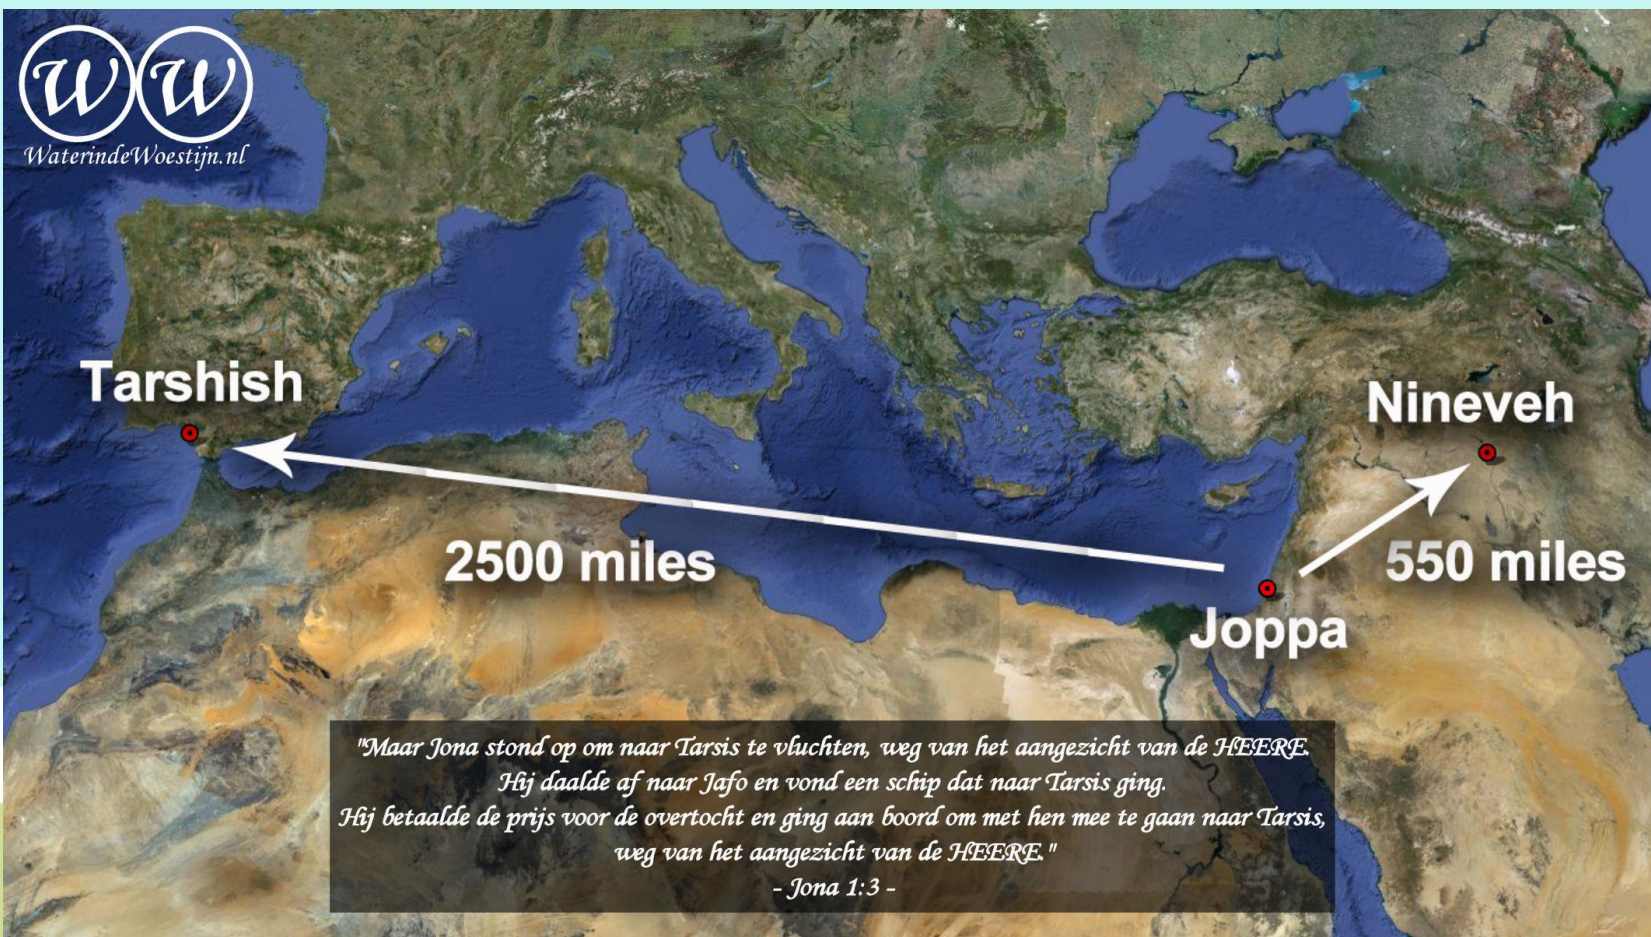 WW
WaterindeWoestijn.nl
Tarshish
Nineveh
2500 miles
550 miles
Joppa
"Maar Jona stond op om naar Tarsis te vluchten, weg van het aangezicht van de HEERE.
Hij daalde af naar Jafo en vond een schip dat naar Tarsis ging.
Hij betaalde de prijs voor de overtocht en ging aan boord om met hen mee te gaan naar Tarsis,
weg van het aangezicht van de HEERE."
- Jona 1:3 -